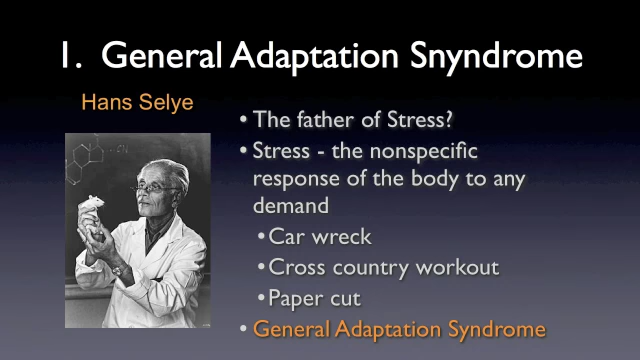 1. General Adaptation Snyndrome
Hans Selye
• The father of Stress?
• Stress - the nonspecific
response of the body to any
demand
• Car wreck
• Cross country workout
• Paper cut
• General Adaptation Syndrome